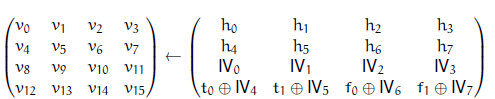 v₀ v₁ v₂ v₃ h₀ h₁ h₂ h₃
v₄ v₅ v₆ v₇ ← h₄ h₅ h₆ h₇
v₈ v₉ v₁₀ v₁₁ IV₀ IV₁ IV₂ IV₃
v₁₂ v₁₃ v₁₄ v₁₅ t₀ ⊕ IV₄ t₁ ⊕ IV₅ f₀ ⊕ IV₆ f₁ ⊕ IV₇